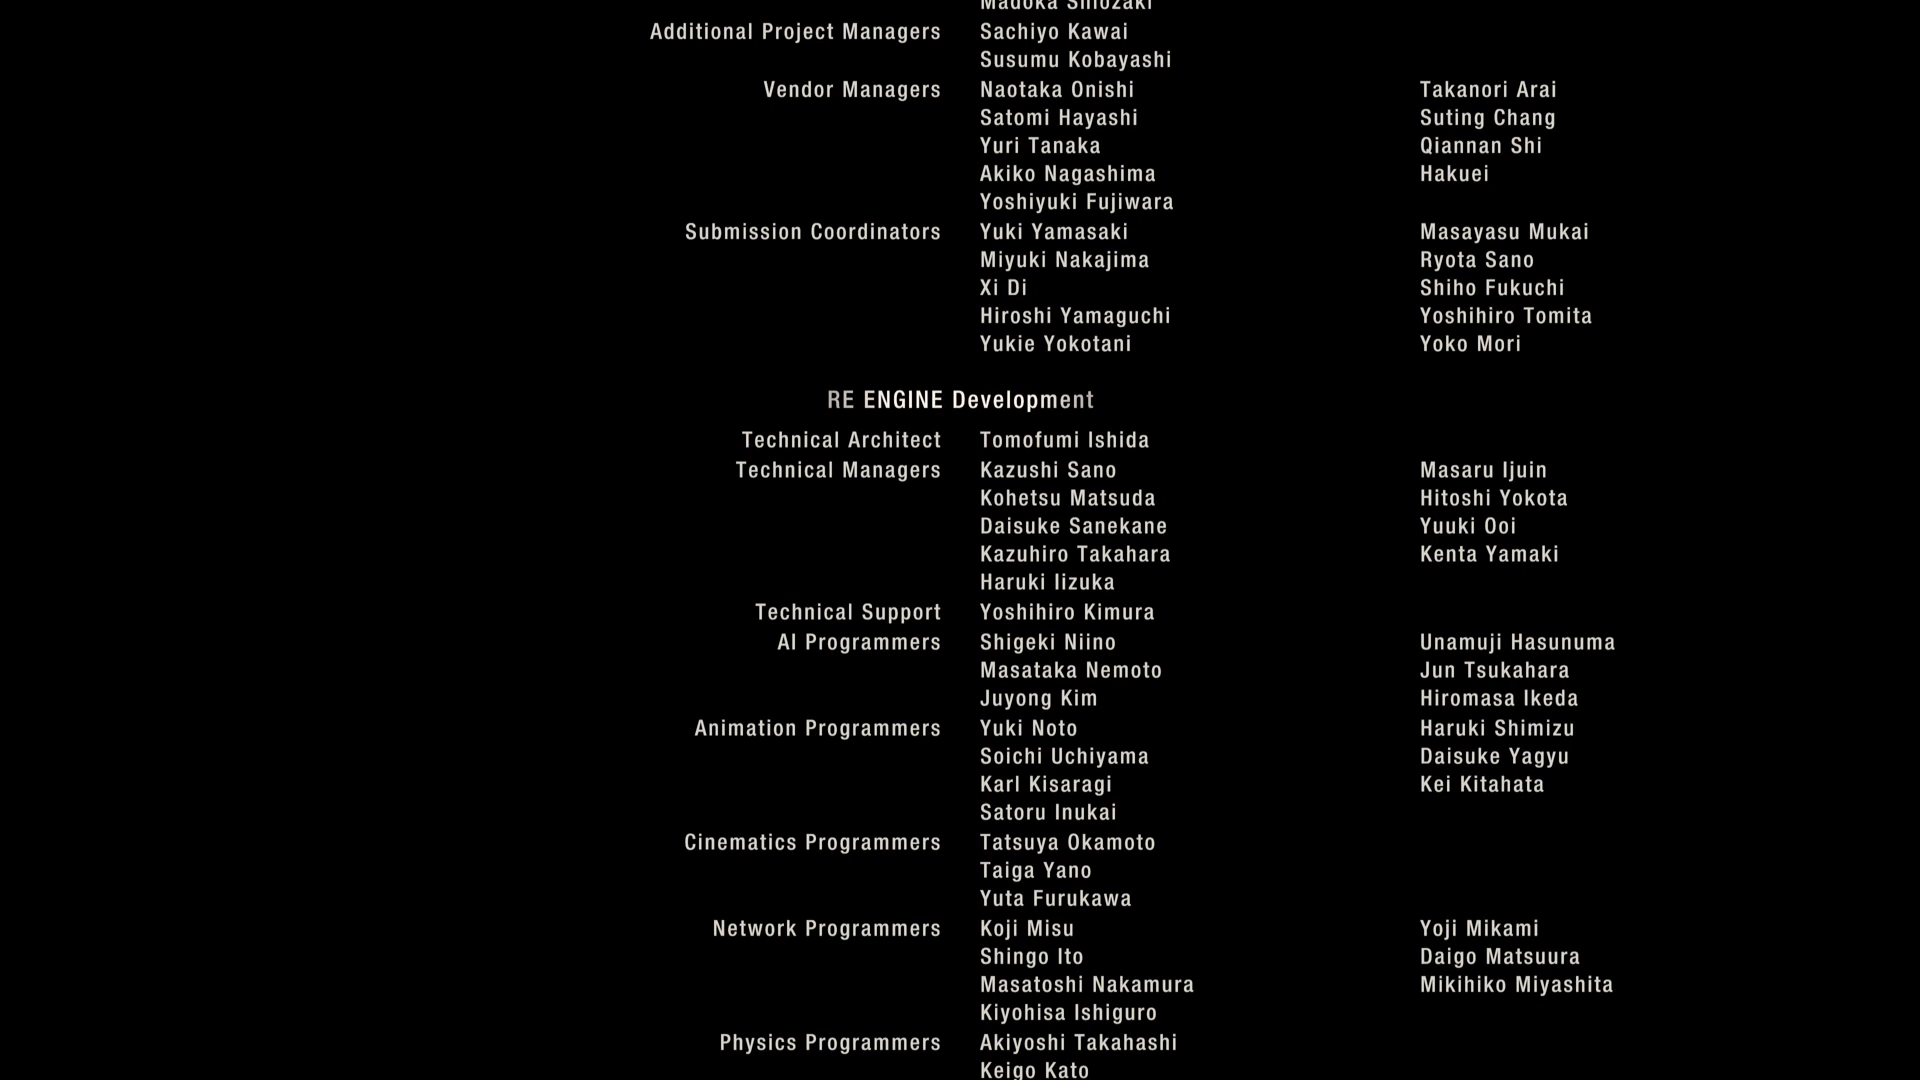 Madoka Shiozaki
Additional Project Managers Sachiyo Kawai
Susumu Kobayashi
Vendor Managers Naotaka Onishi Takanori Arai
Satomi Hayashi Suting Chang
Yuri Tanaka Qiannan Shi
Akiko Nagashima Hakuei
Yoshiyuki Fujiwara
Submission Coordinators Yuki Yamasaki Masayasu Mukai
Miyuki Nakajima Ryota Sano
Xi Di Shiho Fukuchi
Hiroshi Yamaguchi Yoshihiro Tomita
Yukie Yokotani Yoko Mori
RE ENGINE Development
Technical Architect Tomofumi Ishida
Technical Managers Kazushi Sano Masaru Ijuin
Kohetsu Matsuda Hitoshi Yokota
Daisuke Sanekane Yuuki Ooi
Kazuhiro Takahara Kenta Yamaki
Haruki Iizuka
Technical Support Yoshihiro Kimura
AI Programmers Shigeki Niino Unamuji Hasunuma
Masataka Nemoto Jun Tsukahara
Juyong Kim Hiromasa Ikeda
Animation Programmers Yuki Noto Haruki Shimizu
Soichi Uchiyama Daisuke Yagyu
Karl Kisaragi Kei Kitahata
Satoru Inukai
Cinematics Programmers Tatsuya Okamoto
Taiga Yano
Yuta Furukawa
Network Programmers Koji Misu Yoji Mikami
Shingo Ito Daigo Matsuura
Masatoshi Nakamura Mikihiko Miyashita
Kiyohisa Ishiguro
Physics Programmers Akiyoshi Takahashi
Keigo Kato